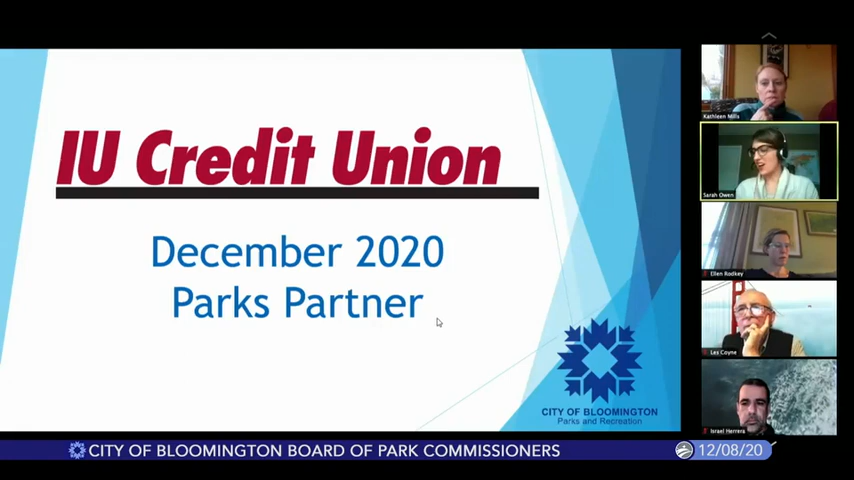 IU Credit Union
December 2020
Parks Partner
CITY OF BLOOMINGTON
Parks and Recreation
Kathleen Mills
Sarah Owen
Ellen Rodkey
Les Coyne
Israel Herrera
CITY OF BLOOMINGTON BOARD OF PARK COMMISSIONERS
12/08/20